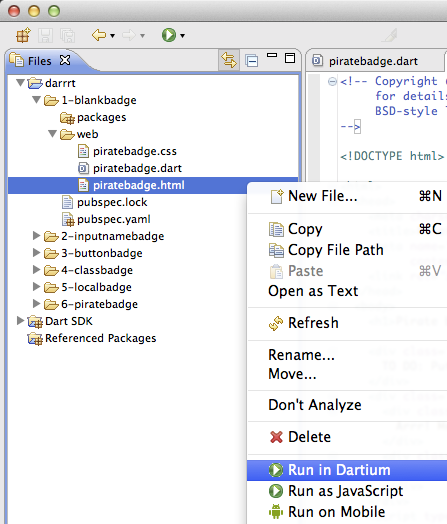 Files
piratebadge.dart
darrrt
1-blankbadge
packages
web
piratebadge.css
piratebadge.dart
piratebadge.html
pubspec.lock
pubspec.yaml
2-inputnamebadge
3-buttonbadge
4-classbadge
5-localbadge
6-piratebadge
Dart SDK
Referenced Packages
<!-- Copyright (
for details
BSD-style l
-->
<!DOCTYPE html>
New File... ⌘N
Copy ⌘C
Copy File Path
Paste ⌘V
Open as Text
Refresh
Rename...
Move...
Don't Analyze
Delete
Run in Dartium
Run as JavaScript
Run on Mobile